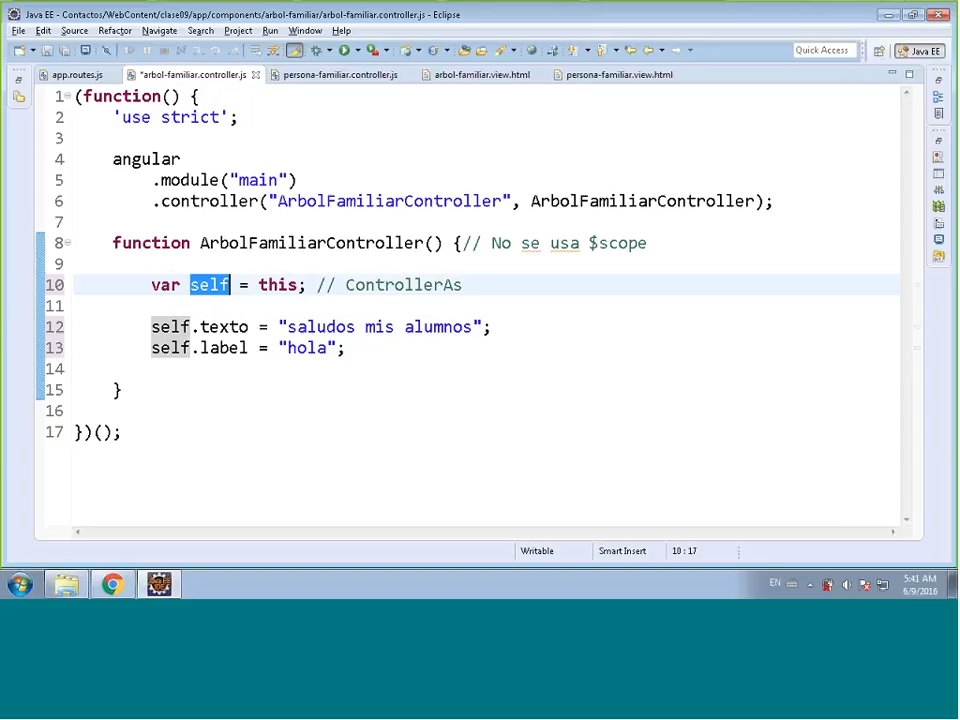 Java EE - Contactos/WebContent/clase09/app/components/arbol-familiar/arbol-familiar.controller.js - Eclipse
File Edit Source Refactor Navigate Search Project Run Window Help
Quick Access Java EE
app.routes.js *arbol-familiar.controller.js persona-familiar.controller.js arbol-familiar.view.html persona-familiar.view.html
1 (function() {
2 'use strict';
3
4 angular
5 .module("main")
6 .controller("ArbolFamiliarController", ArbolFamiliarController);
7
8 function ArbolFamiliarController() {// No se usa $scope
9
10 var self = this; // ControllerAs
11
12 self.texto = "saludos mis alumnos";
13 self.label = "hola";
14
15 }
16
17 })();
Writable Smart Insert 10 : 17
EN 5:41 AM
6/9/2016